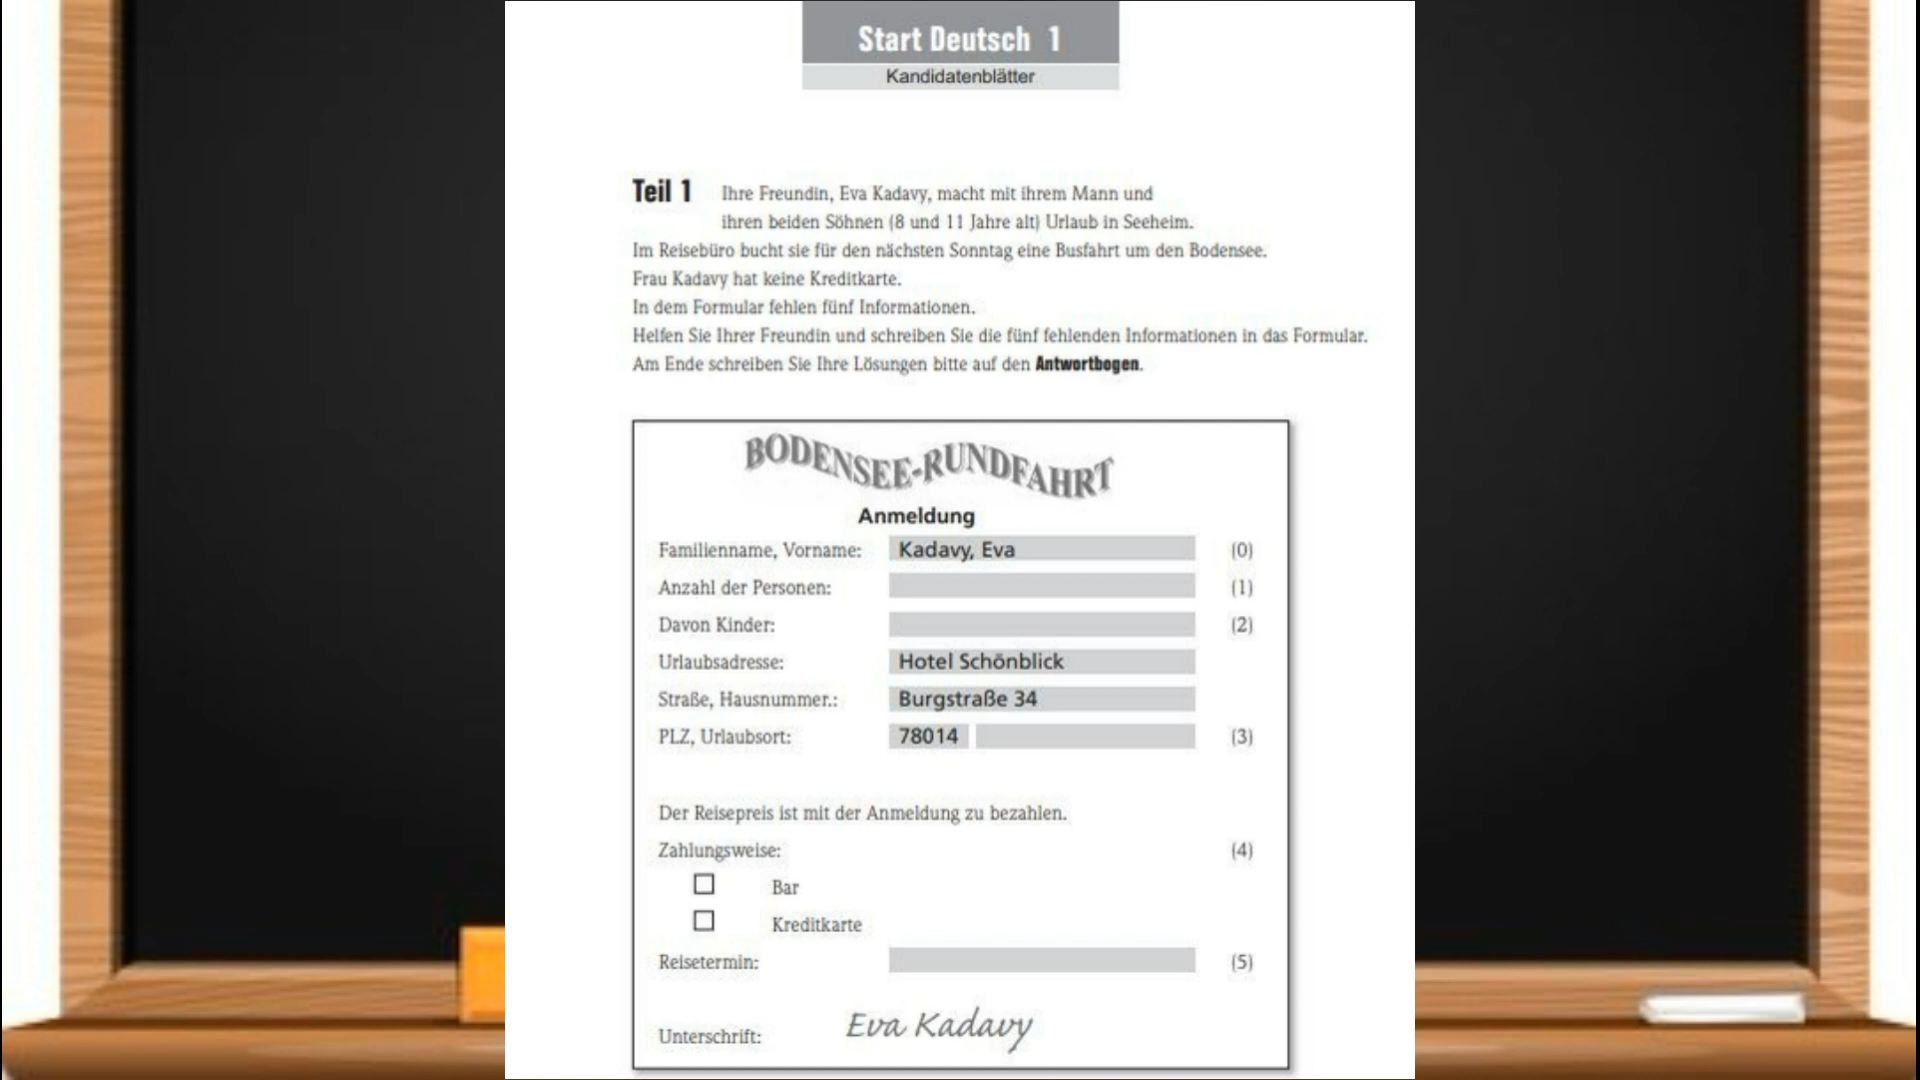 Start Deutsch 1
Kandidatenblätter
Teil 1 Ihre Freundin, Eva Kadavy, macht mit ihrem Mann und
ihren beiden Söhnen (8 und 11 Jahre alt) Urlaub in Seeheim.
Im Reisebüro bucht sie für den nächsten Sonntag eine Busfahrt um den Bodensee.
Frau Kadavy hat keine Kreditkarte.
In dem Formular fehlen fünf Informationen.
Helfen Sie Ihrer Freundin und schreiben Sie die fünf fehlenden Informationen in das Formular.
Am Ende schreiben Sie Ihre Lösungen bitte auf den Antwortbogen.
BODENSEE-RUNDFAHRT
Anmeldung
Familienname, Vorname: Kadavy, Eva (0)
Anzahl der Personen: (1)
Davon Kinder: (2)
Urlaubsadresse: Hotel Schönblick
Straße, Hausnummer.: Burgstraße 34
PLZ, Urlaubsort: 78014 (3)
Der Reisepreis ist mit der Anmeldung zu bezahlen.
Zahlungsweise: (4)
Bar
Kreditkarte
Reisetermin: (5)
Unterschrift: Eva Kadavy